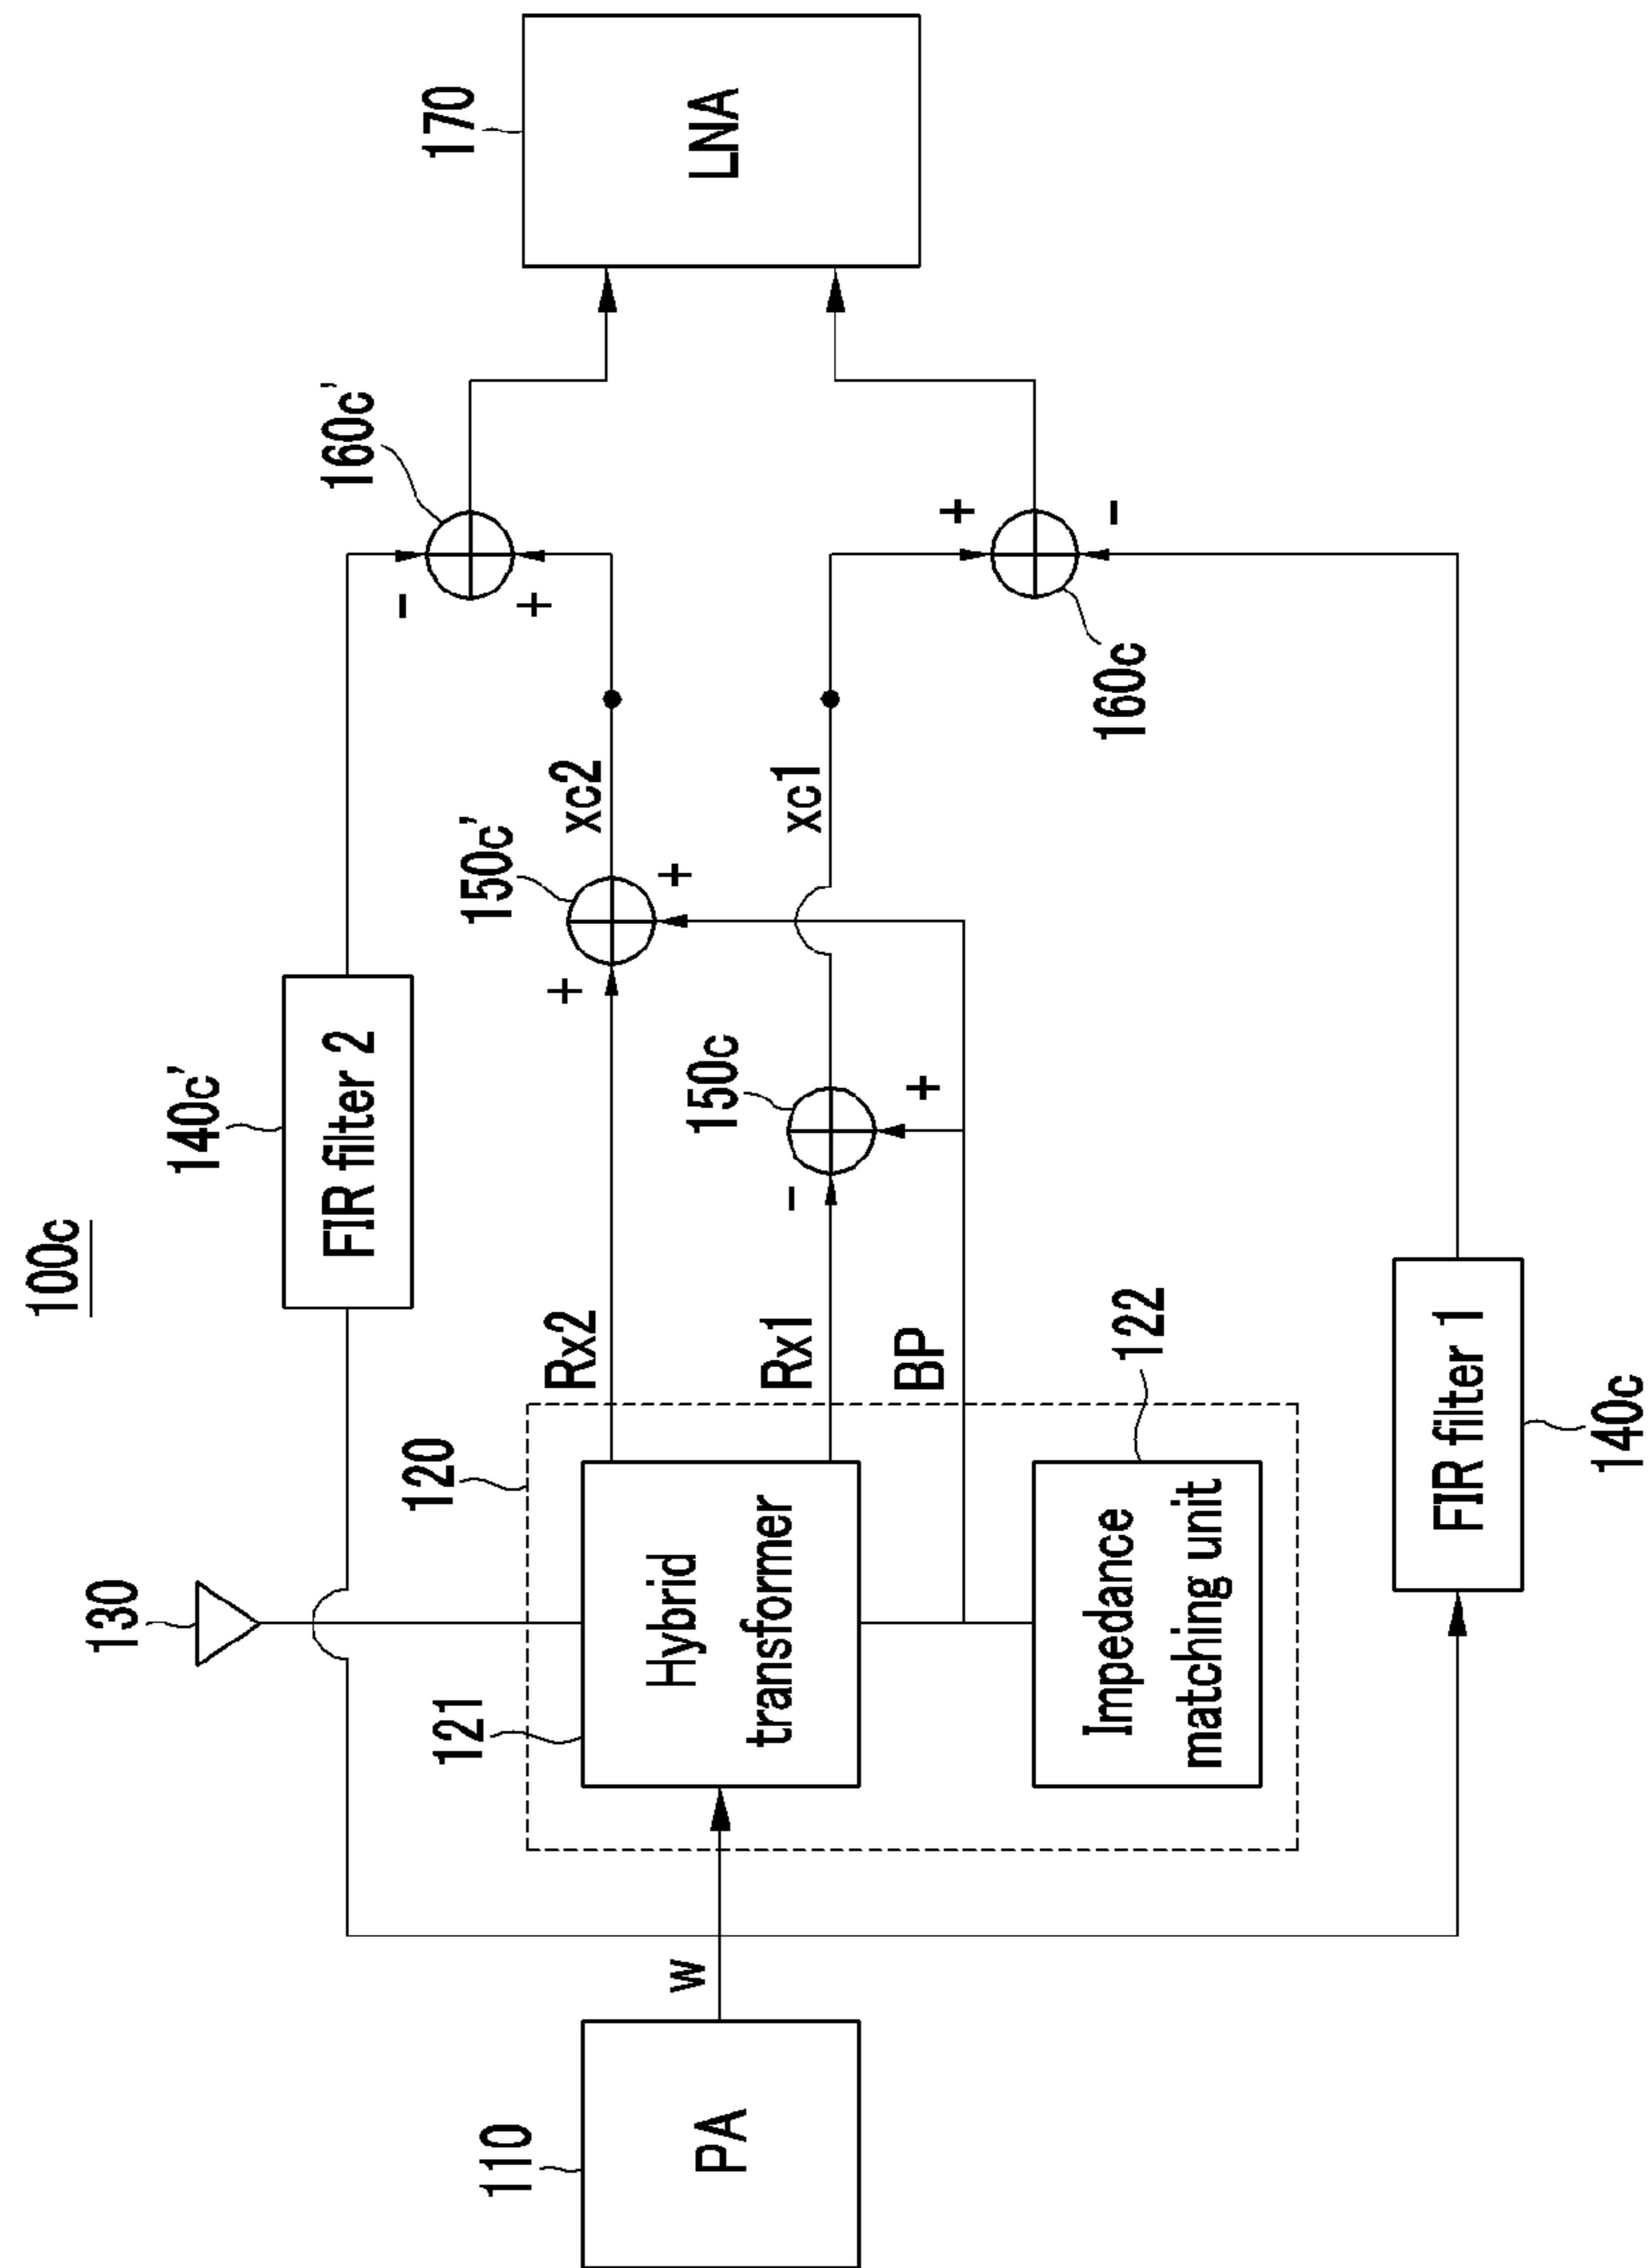 100c
110
PA
w
130
121
Hybrid
transformer
120
Rx2
Rx1
BP
122
Impedance
matching unit
140c'
FIR filter 2
140c
FIR filter 1
150c'
+
+
xc2
150c
-
+
xc1
160c'
-
+
160c
+
-
170
LNA